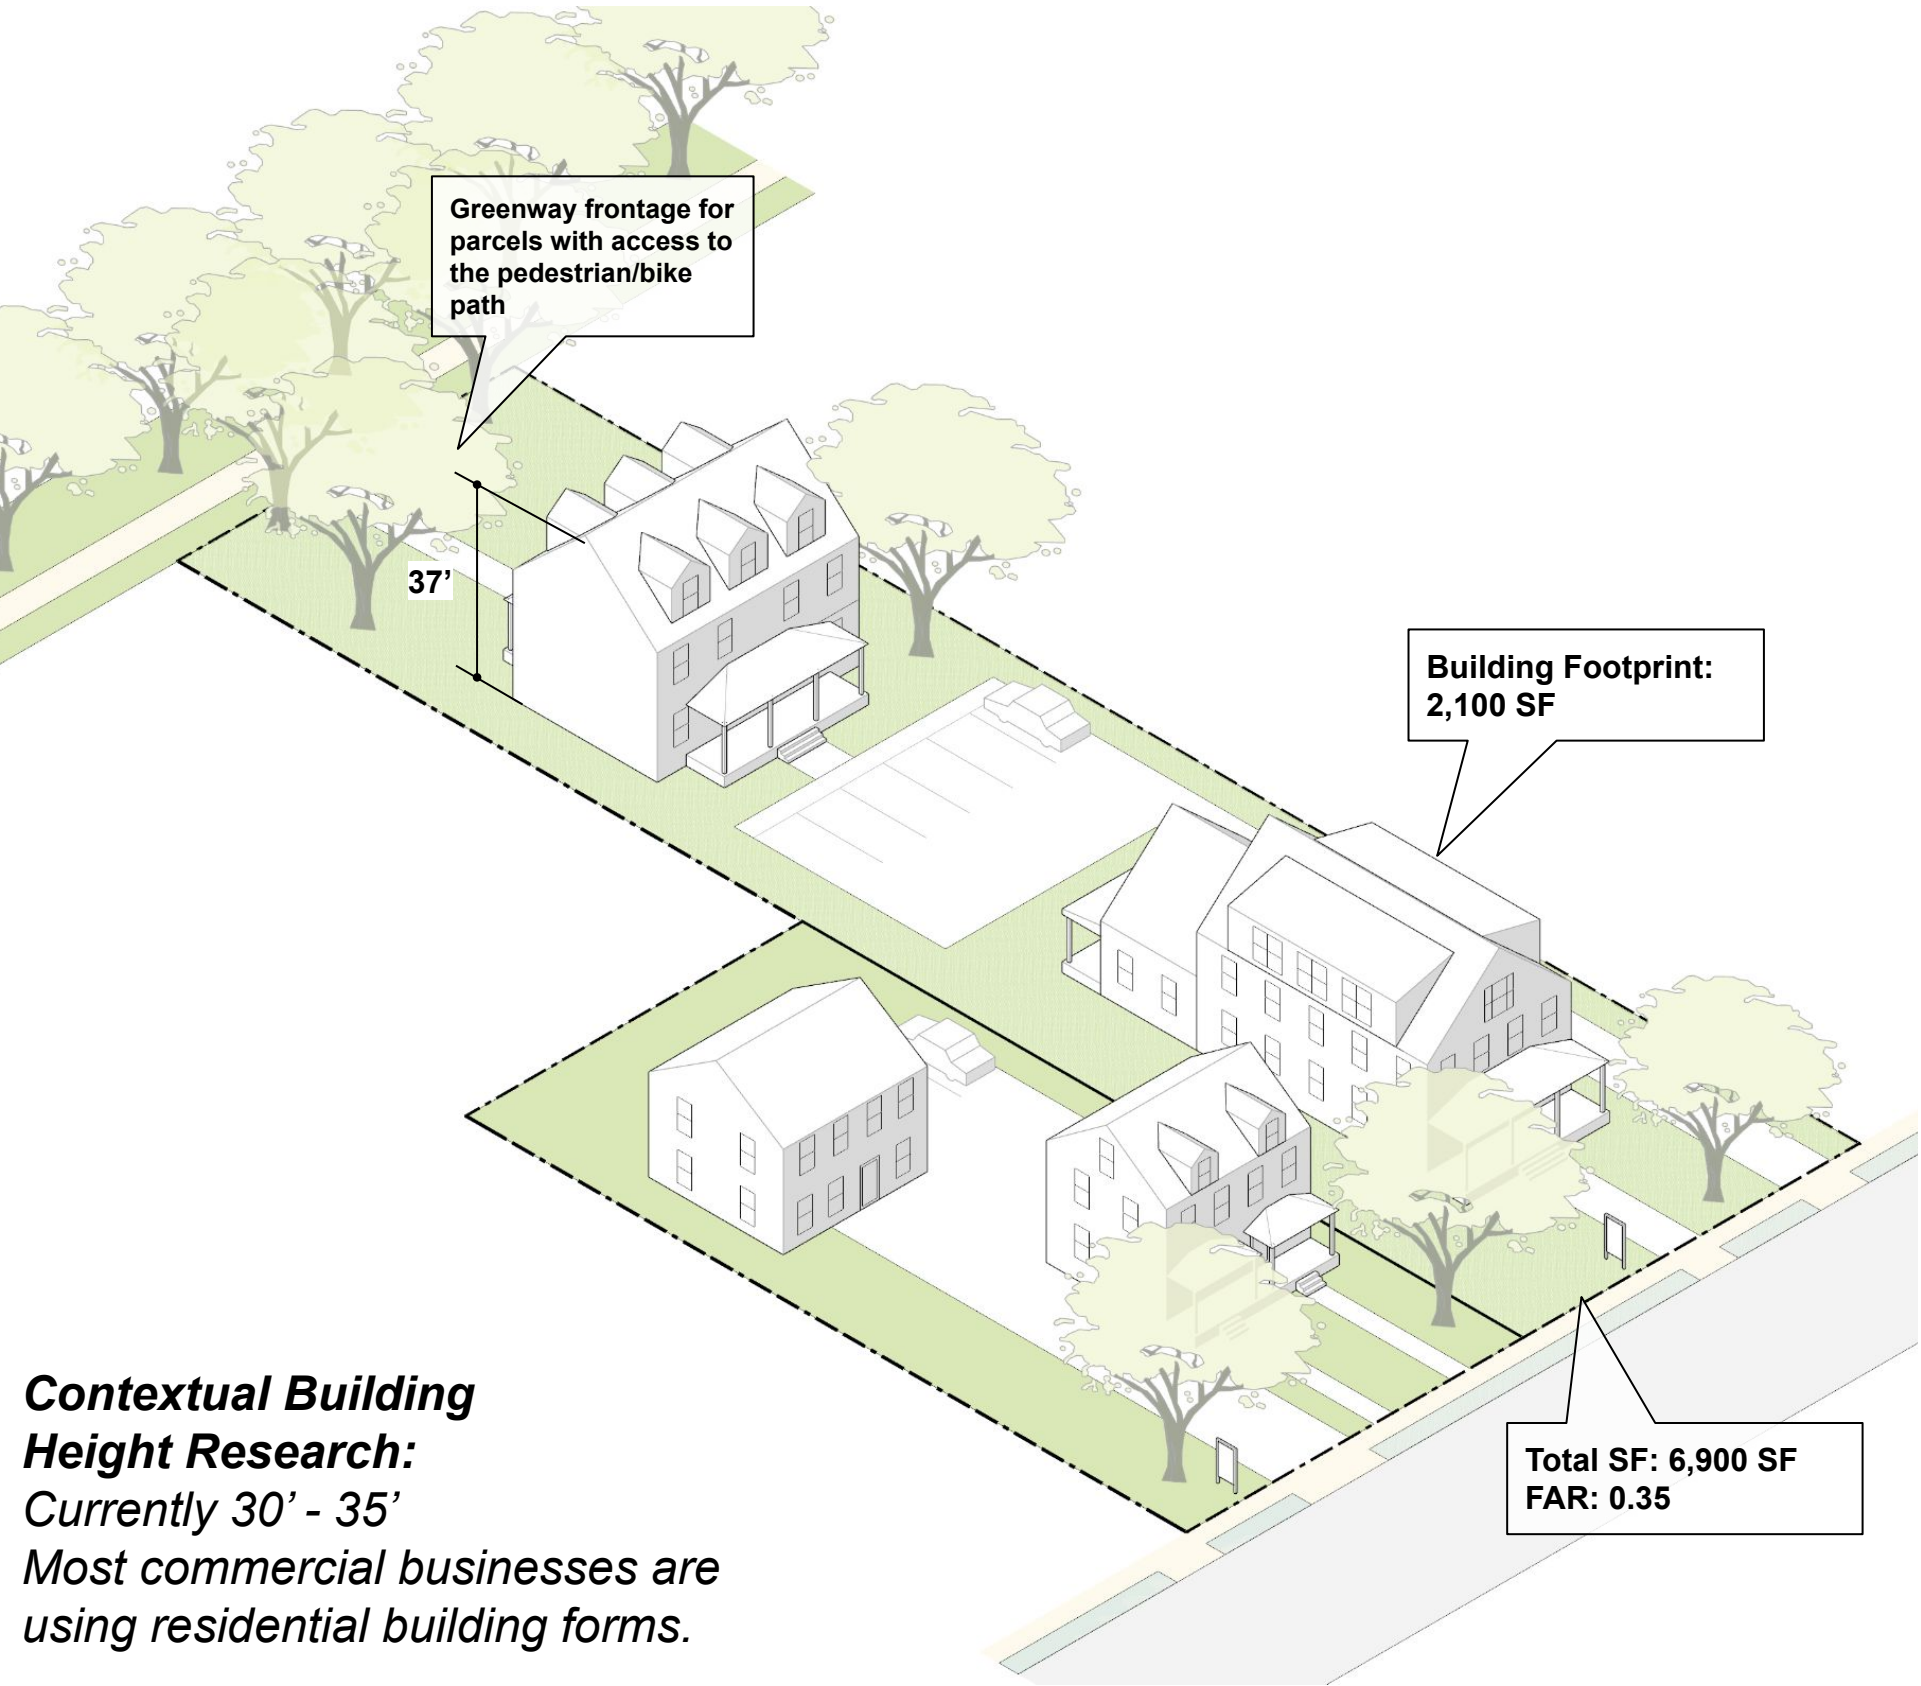 Greenway frontage for
parcels with access to
the pedestrian/bike
path
37’
Building Footprint:
2,100 SF
Total SF: 6,900 SF
FAR: 0.35
Contextual Building
Height Research:
Currently 30’ - 35’
Most commercial businesses are
using residential building forms.